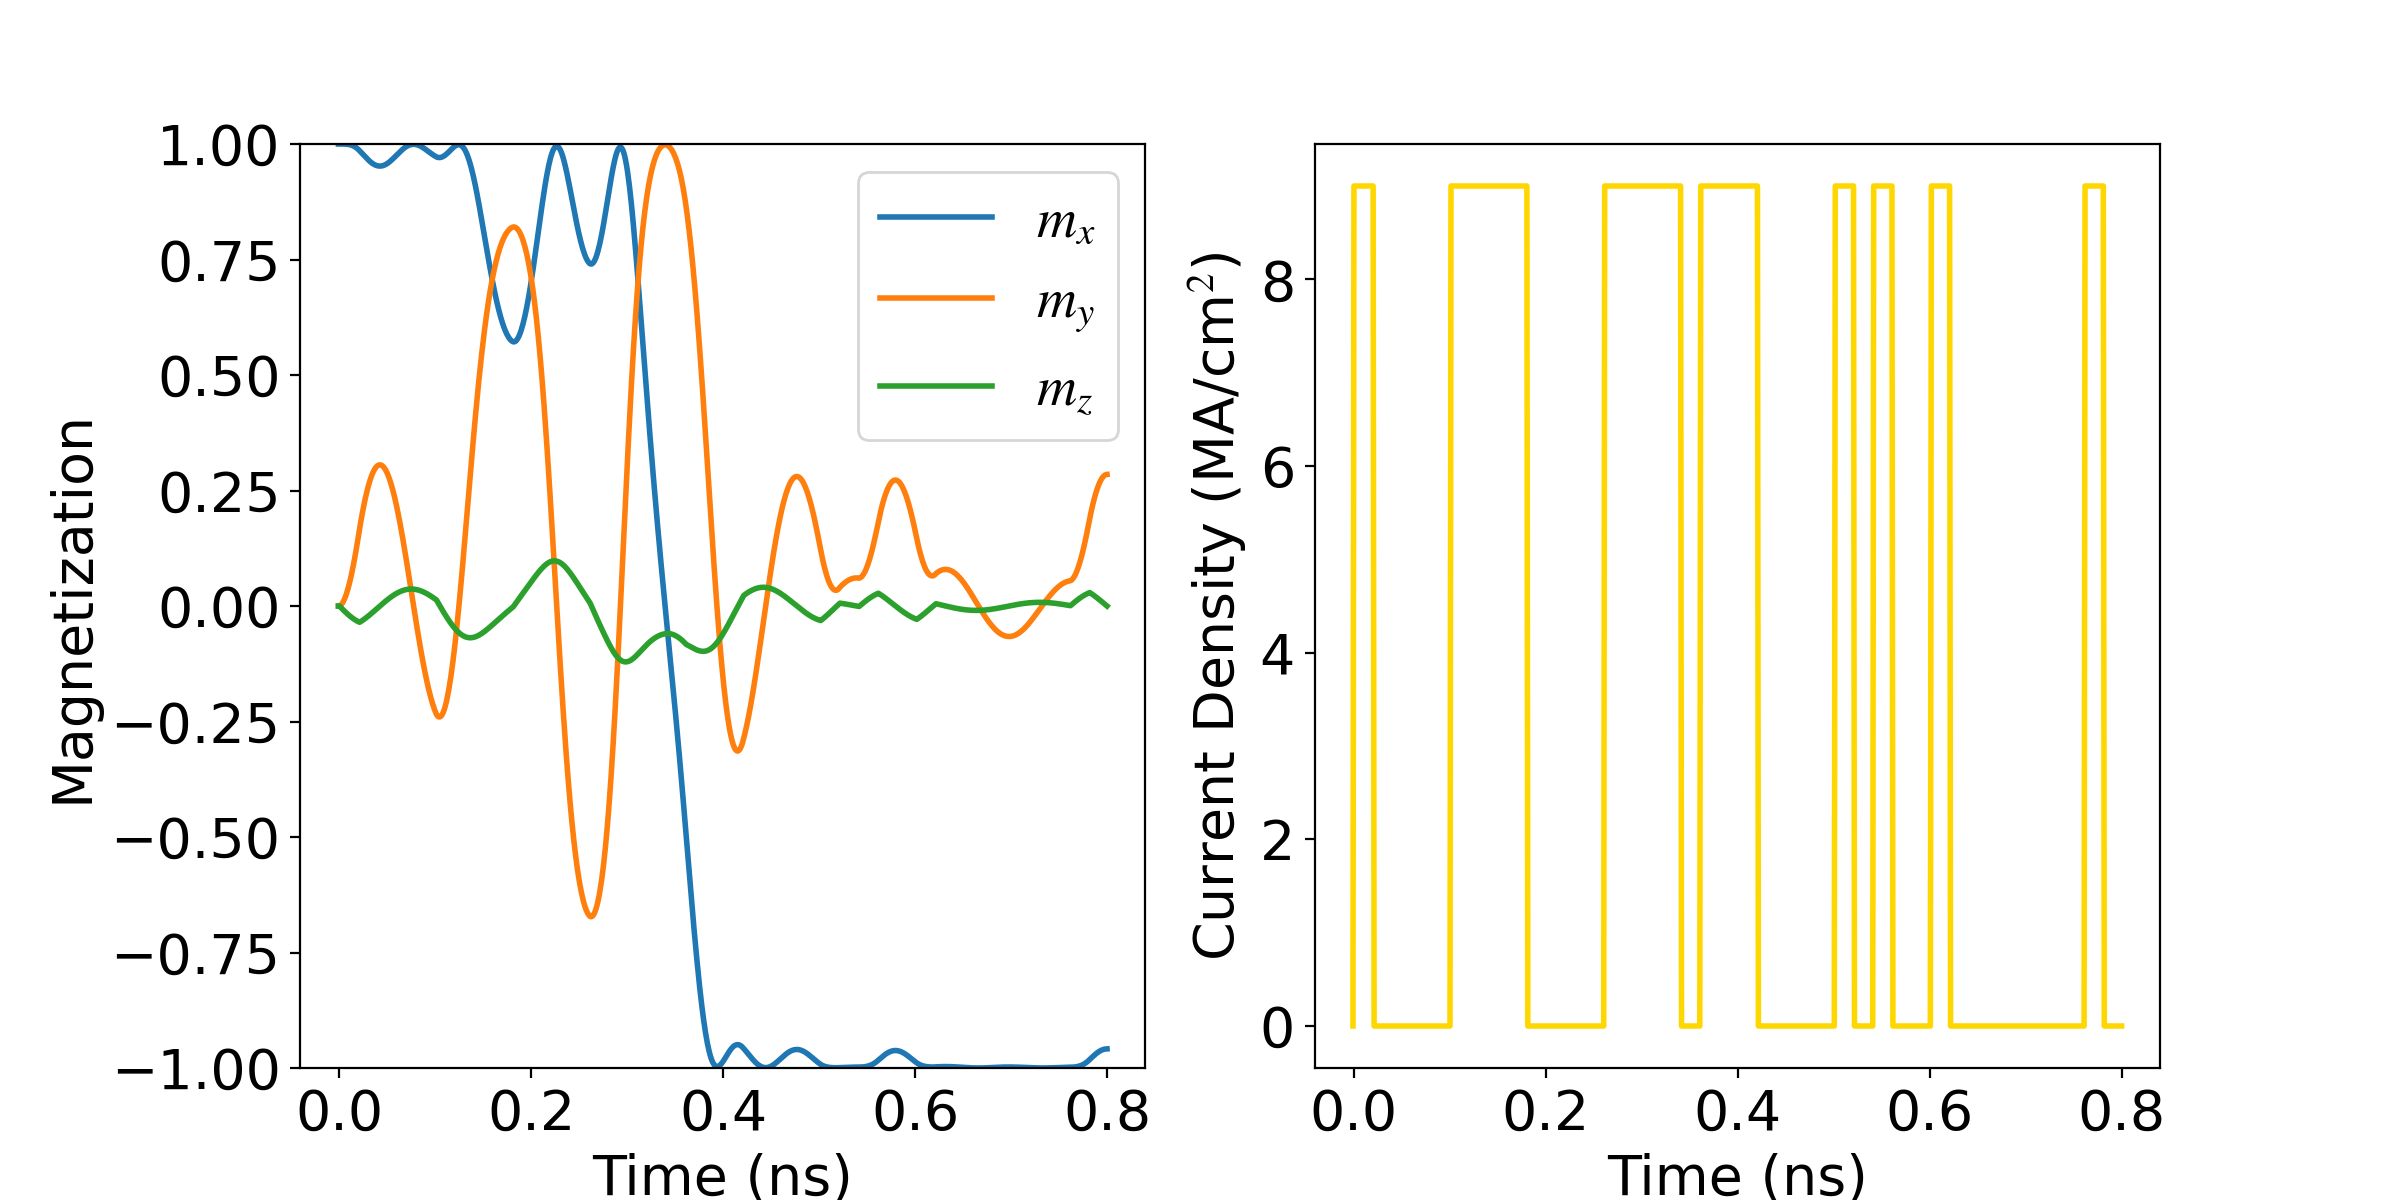 Magnetization
1.00
0.75
0.50
0.25
0.00
−0.25
−0.50
−0.75
−1.00
0.0 0.2 0.4 0.6 0.8
Time (ns)
m_x
m_y
m_z
Current Density (MA/cm²)
8
6
4
2
0
0.0 0.2 0.4 0.6 0.8
Time (ns)